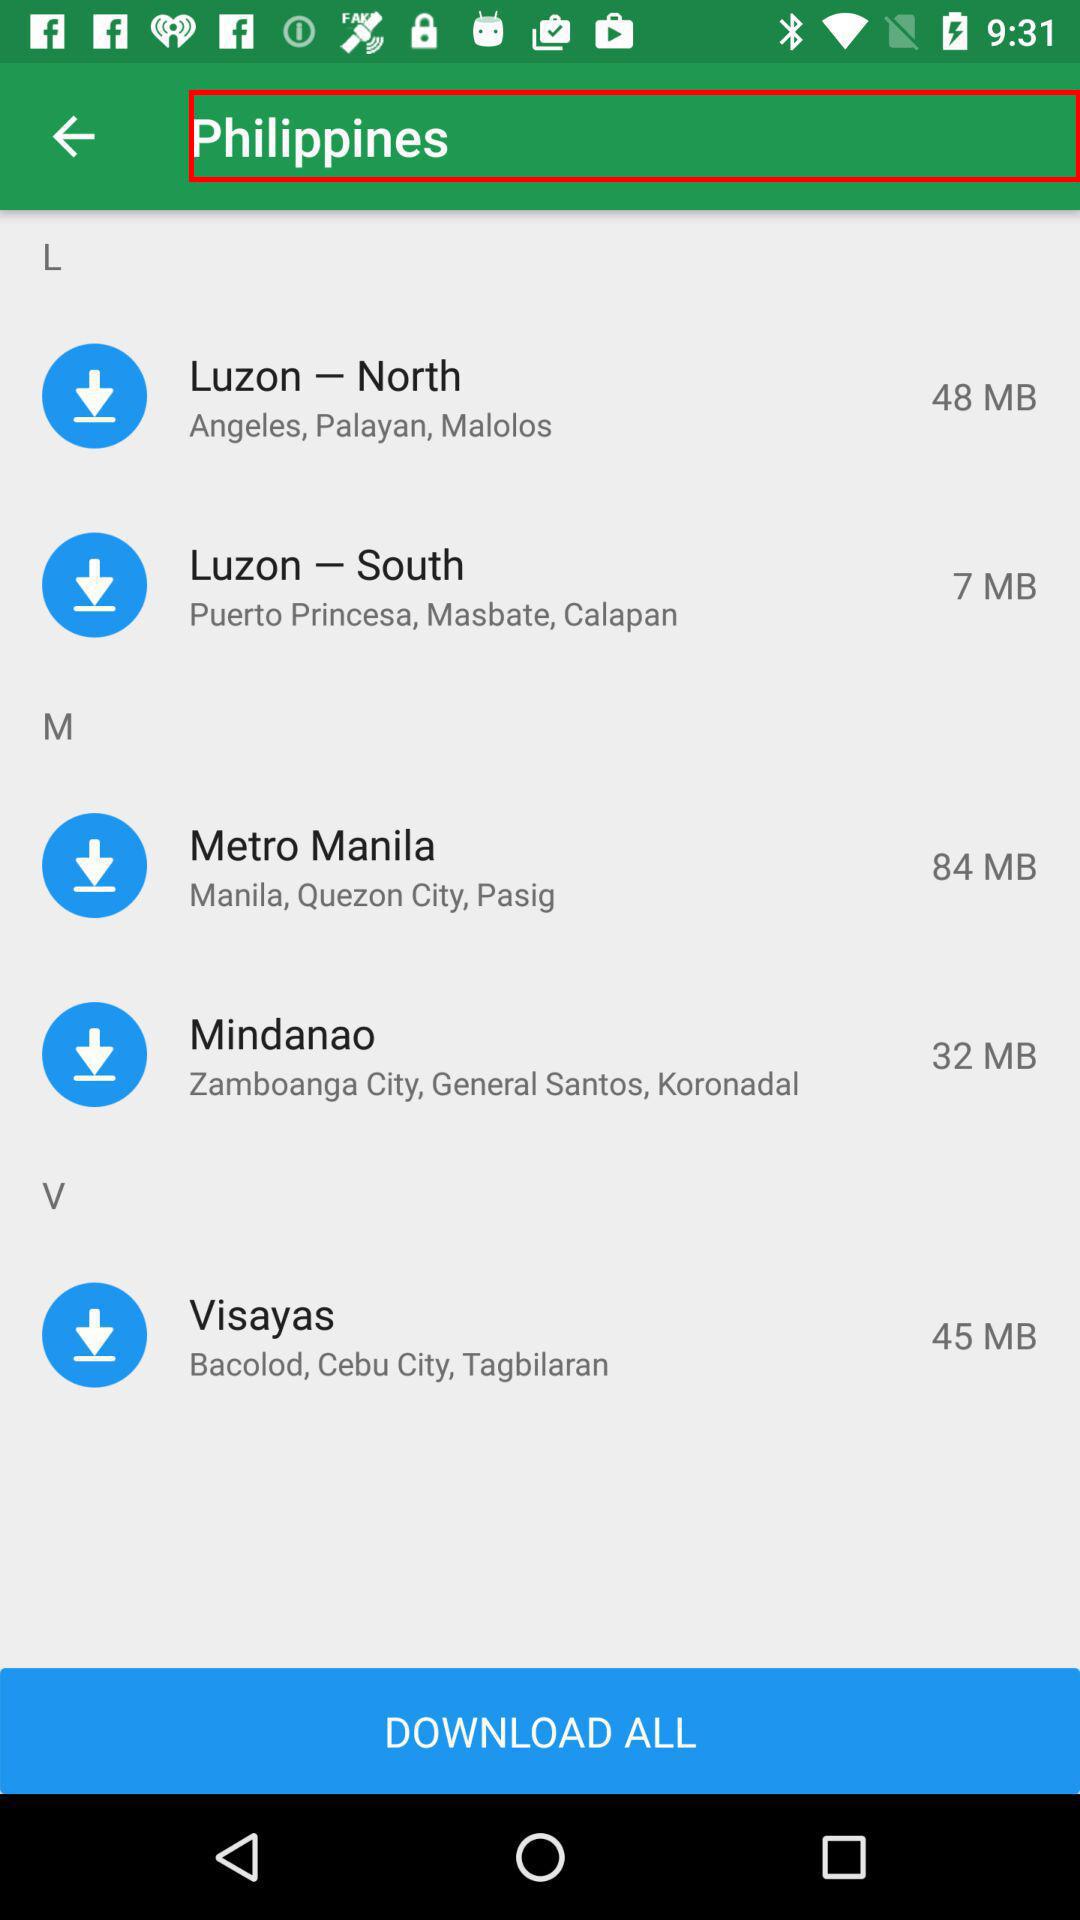 FAKE
9:31
Philippines
L
Luzon — North
Angeles, Palayan, Malolos
48 MB
Luzon — South
Puerto Princesa, Masbate, Calapan
7 MB
M
Metro Manila
Manila, Quezon City, Pasig
84 MB
Mindanao
Zamboanga City, General Santos, Koronadal
32 MB
V
Visayas
Bacolod, Cebu City, Tagbilaran
45 MB
DOWNLOAD ALL